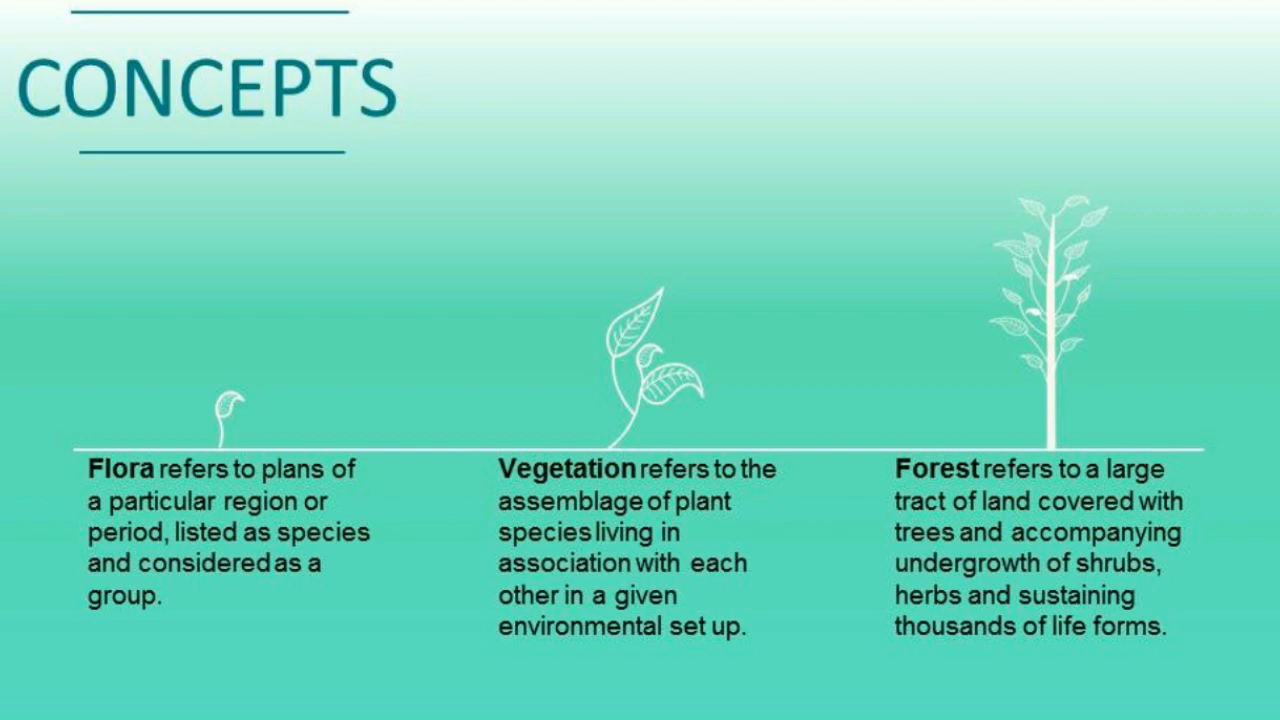 CONCEPTS
Flora refers to plans of
a particular region or
period, listed as species
and considered as a
group.
Vegetation refers to the
assemblage of plant
species living in
association with each
other in a given
environmental set up.
Forest refers to a large
tract of land covered with
trees and accompanying
undergrowth of shrubs,
herbs and sustaining
thousands of life forms.